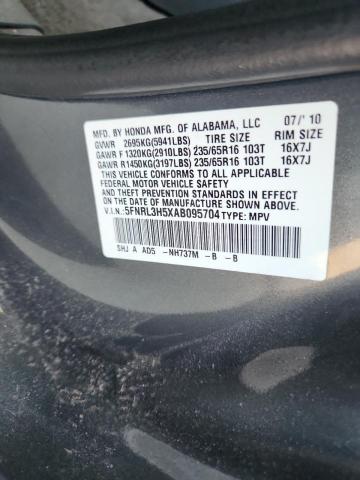 MFD. BY HONDA MFG. OF ALABAMA, LLC 07/'10
GVWR 2695KG(5941LBS) TIRE SIZE RIM SIZE
GAWR F 1320KG(2910LBS) 235/65R16 103T 16X7J
GAWR R1450KG(3197LBS) 235/65R16 103T 16X7J
THIS VEHICLE CONFORMS TO ALL APPLICABLE
FEDERAL MOTOR VEHICLE SAFETY AND
THEFT PREVENTION STANDARDS IN EFFECT
ON THE DATE OF MANUFACTURE SHOWN ABOVE.
V.I.N.: 5FNRL3H5XAB095704 TYPE: MPV
SHJ A AD5 -NH737M -B -B